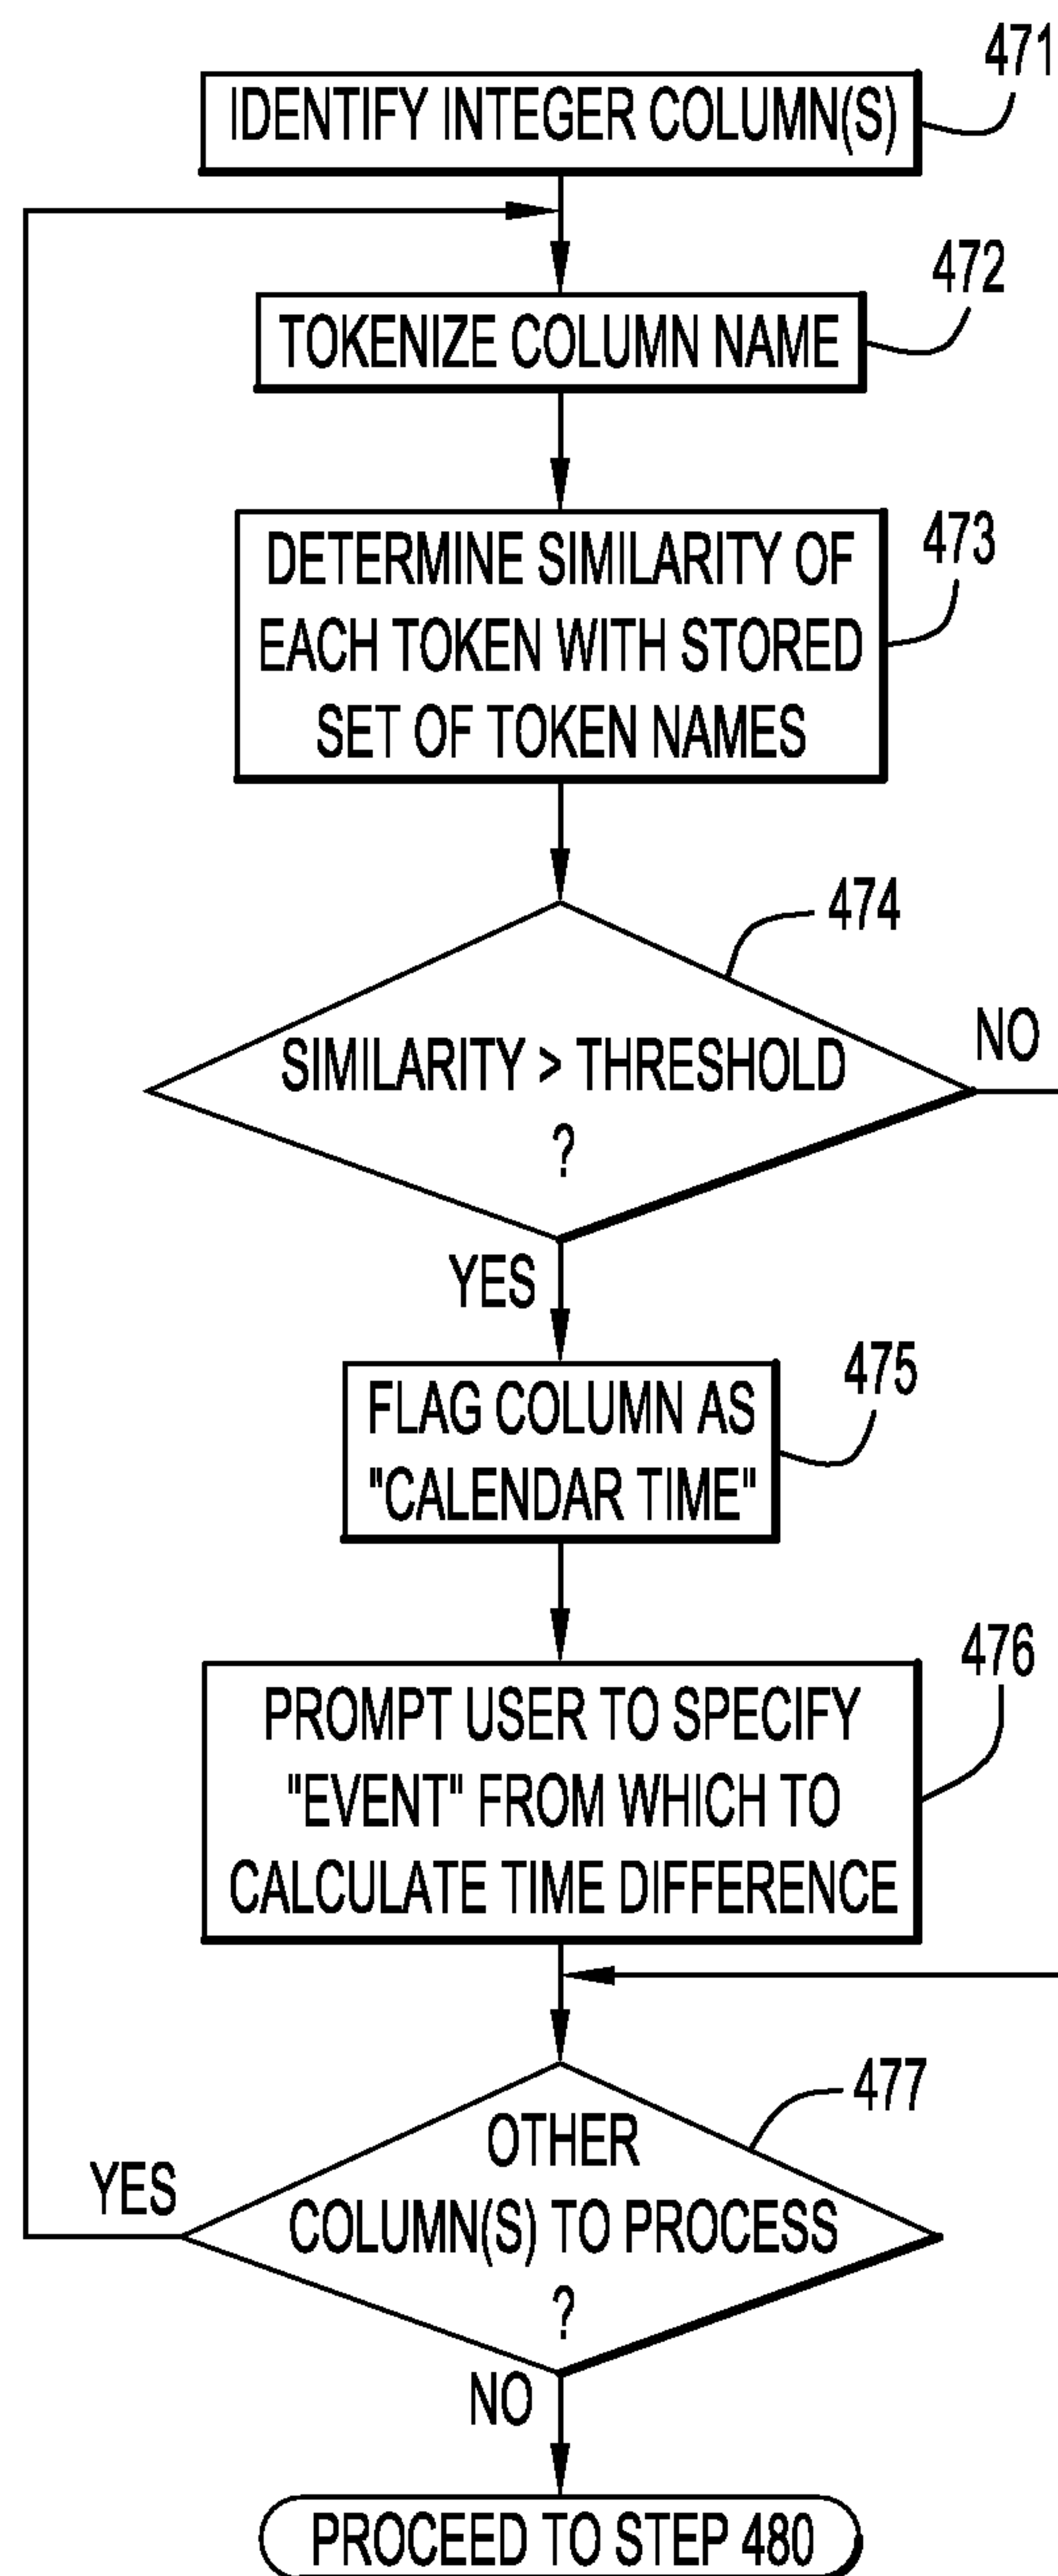 471
IDENTIFY INTEGER COLUMN(S)
472
TOKENIZE COLUMN NAME
473
DETERMINE SIMILARITY OF
EACH TOKEN WITH STORED
SET OF TOKEN NAMES
474
SIMILARITY > THRESHOLD
?
NO
YES
475
FLAG COLUMN AS
"CALENDAR TIME"
476
PROMPT USER TO SPECIFY
"EVENT" FROM WHICH TO
CALCULATE TIME DIFFERENCE
477
OTHER
COLUMN(S) TO PROCESS
?
YES
NO
PROCEED TO STEP 480